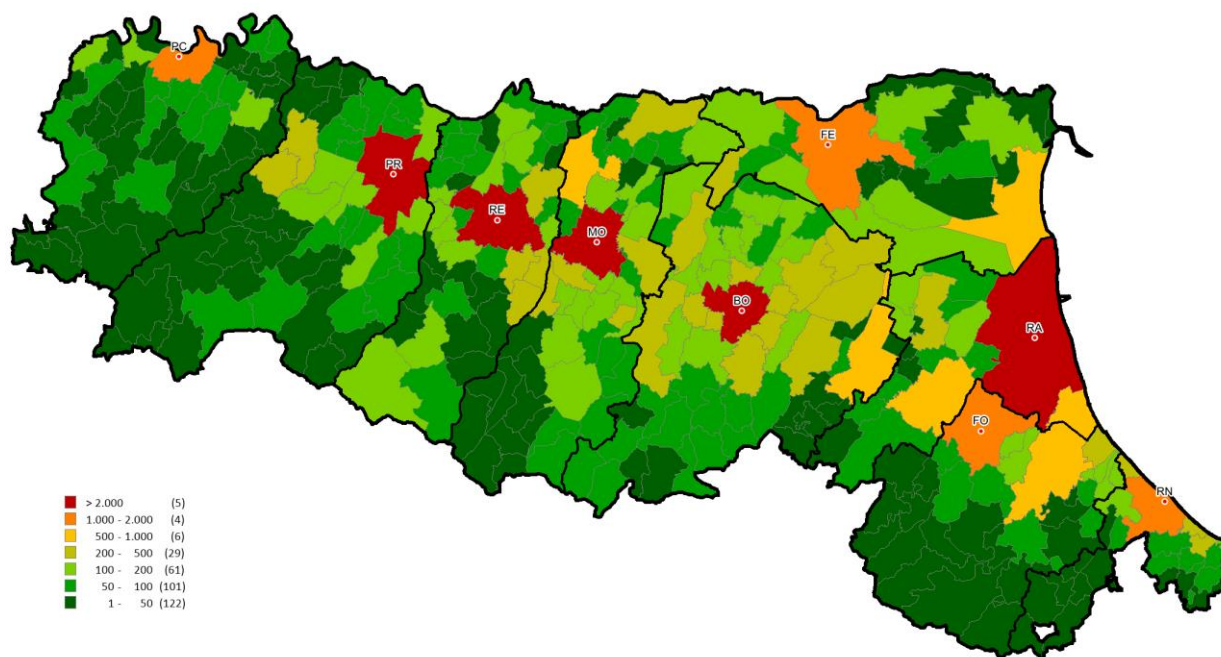 PC
FE
PR
RE
MO
BO
RA
FO
RN
> 2.000 (5)
1.000 - 2.000 (4)
500 - 1.000 (6)
200 - 500 (29)
100 - 200 (61)
50 - 100 (101)
1 - 50 (122)